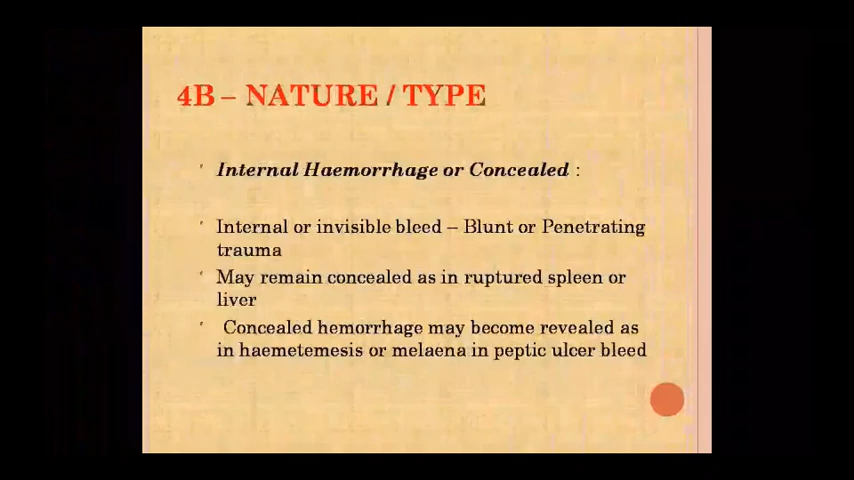 4B – NATURE / TYPE
Internal Haemorrhage or Concealed :
Internal or invisible bleed – Blunt or Penetrating
trauma
May remain concealed as in ruptured spleen or
liver
Concealed hemorrhage may become revealed as
in haemetemesis or melaena in peptic ulcer bleed